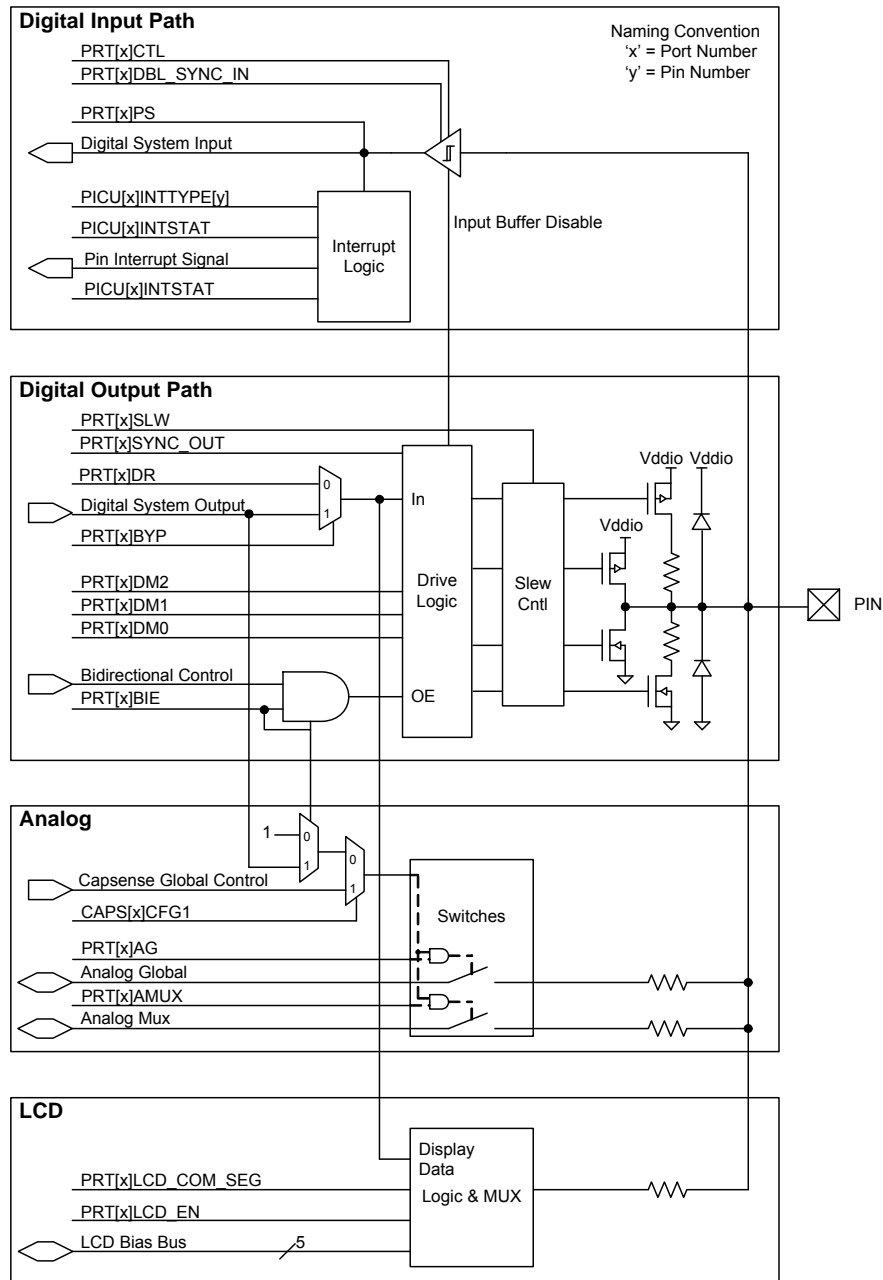 Digital Input Path
Naming Convention
‘x’ = Port Number
‘y’ = Pin Number
PRT[x]CTL
PRT[x]DBL_SYNC_IN
PRT[x]PS
Digital System Input
PICU[x]INTTYPE[y]
PICU[x]INTSTAT
Pin Interrupt Signal
PICU[x]INTSTAT
Interrupt
Logic
Input Buffer Disable
Digital Output Path
PRT[x]SLW
PRT[x]SYNC_OUT
PRT[x]DR
Digital System Output
PRT[x]BYP
0
1
PRT[x]DM2
PRT[x]DM1
PRT[x]DM0
Bidirectional Control
PRT[x]BIE
In
Drive
Logic
OE
Slew
Cntl
Vddio
Vddio
Vddio
PIN
Analog
1
0
1
0
1
Capsense Global Control
CAPS[x]CFG1
Switches
PRT[x]AG
Analog Global
PRT[x]AMUX
Analog Mux
LCD
Display
Data
Logic & MUX
PRT[x]LCD_COM_SEG
PRT[x]LCD_EN
LCD Bias Bus
5